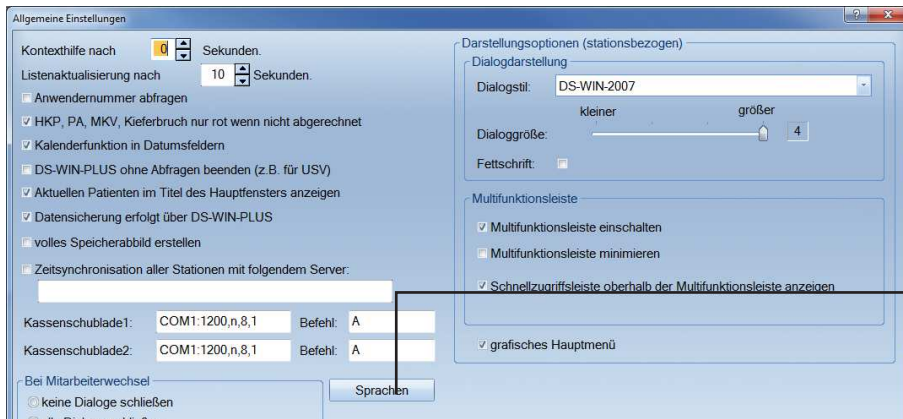 Allgemeine Einstellungen
Kontexthilfe nach 0 Sekunden.
Listenaktualisierung nach 10 Sekunden.
Anwendernummer abfragen
HKP, PA, MKV, Kieferbruch nur rot wenn nicht abgerechnet
Kalenderfunktion in Datumsfeldern
DS-WIN-PLUS ohne Abfragen beenden (z.B. für USV)
Aktuellen Patienten im Titel des Hauptfensters anzeigen
Datensicherung erfolgt über DS-WIN-PLUS
volles Speicherabbild erstellen
Zeitsynchronisation aller Stationen mit folgendem Server:
Kassenschublade1: COM1:1200,n,8,1 Befehl: A
Kassenschublade2: COM1:1200,n,8,1 Befehl: A
Bei Mitarbeiterwechsel
keine Dialoge schließen
Sprachen
Darstellungsoptionen (stationsbezogen)
Dialogdarstellung
Dialogstil: DS-WIN-2007
kleiner größer
Dialoggröße: 4
Fettschrift:
Multifunktionsleiste
Multifunktionsleiste einschalten
Multifunktionsleiste minimieren
Schnellzugriffsleiste oberhalb der Multifunktionsleiste anzeigen
grafisches Hauptmenü